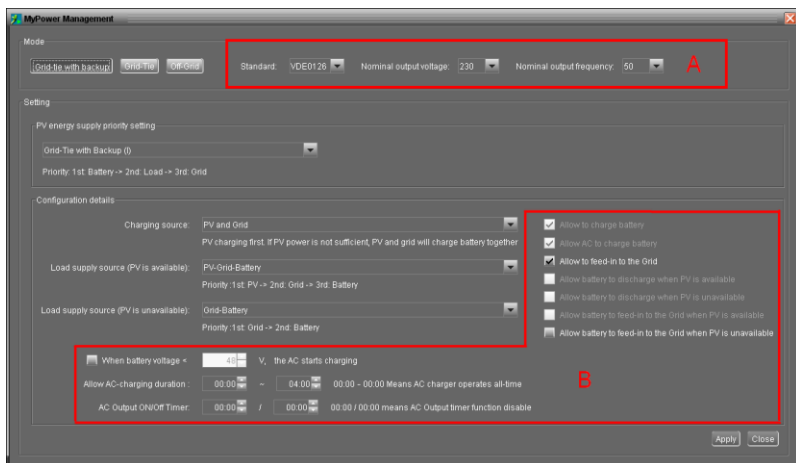 MyPower Management
Mode
Grid-tie with backup Grid-Tie Off-Grid Standard: VDE0126 Nominal output voltage: 230 Nominal output frequency: 50 A
Setting
PV energy supply priority setting
Grid-Tie with Backup (I)
Priority: 1st: Battery -> 2nd: Load -> 3rd: Grid
Configuration details
Charging source: PV and Grid
PV charging first. If PV power is not sufficient, PV and grid will charge battery together
Load supply source (PV is available): PV-Grid-Battery
Priority :1st: PV -> 2nd: Grid -> 3rd: Battery
Load supply source (PV is unavailable): Grid-Battery
Priority :1st: Grid -> 2nd: Battery
Allow to charge battery
Allow AC to charge battery
Allow to feed-in to the Grid
Allow battery to discharge when PV is available
Allow battery to discharge when PV is unavailable
Allow battery to feed-in to the Grid when PV is available
Allow battery to feed-in to the Grid when PV is unavailable
When battery voltage < 48 V, the AC starts charging
Allow AC-charging duration : 00:00 ~ 04:00 00:00 - 00:00 Means AC charger operates all-time
B
AC Output ON/Off Timer: 00:00 / 00:00 00:00 / 00:00 means AC Output timer function disable
Apply Close